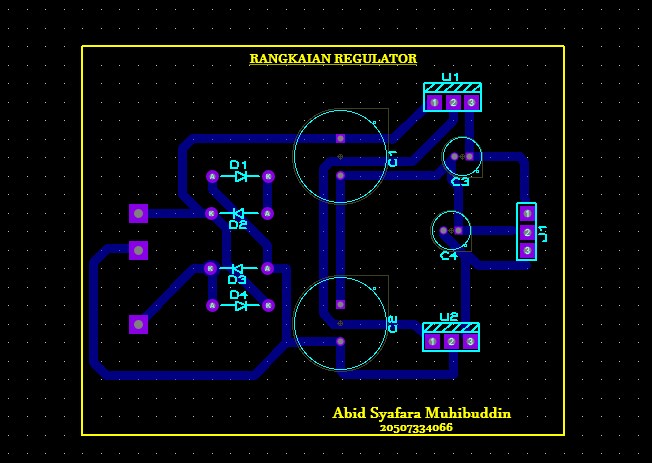 RANGKAIAN REGULATOR
U1
1 2 3
C1
C3
D1
A K
K A
D2
1
2
3
J1
C4
K A
D3
D4
A K
C2
U2
1 2 3
Abid Syafara Muhibuddin
20507334066